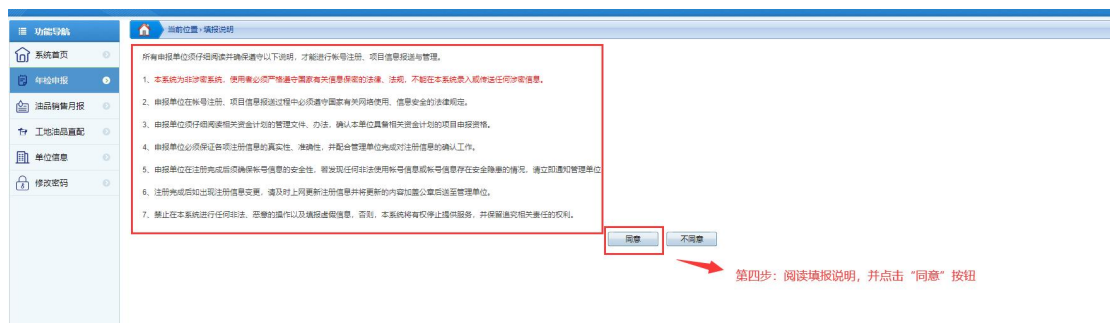 功能导航
当前位置：填报说明
系统首页
年检申报
油品销售月报
工地油品直配
单位信息
修改密码
所有申报单位须仔细阅读并确保遵守以下说明，才能进行帐号注册、项目信息报送与管理。
1、本系统为非涉密系统，使用者必须严格遵守国家有关信息保密的法律、法规，不能在本系统录入或传送任何涉密信息。
2、申报单位在帐号注册、项目信息报送过程中必须遵守国家有关网络使用、信息安全的法律规定。
3、申报单位须仔细阅读相关资金计划的管理文件、办法，确认本单位具备相关资金计划的项目申报资格。
4、申报单位必须保证各项注册信息的真实性、准确性，并配合管理单位完成对注册信息的确认工作。
5、申报单位在注册完成后须确保帐号信息的安全性，若发现任何非法使用帐号信息或帐号信息存在安全隐患的情况，请立即通知管理单位
6、注册完成后如出现注册信息变更，请及时上网更新注册信息并将更新的内容加盖公章后送至管理单位。
7、禁止在本系统进行任何非法、恶意的操作以及填报虚假信息，否则，本系统将有权停止提供服务，并保留追究相关责任的权利。
同意 不同意
第四步：阅读填报说明，并点击“同意”按钮